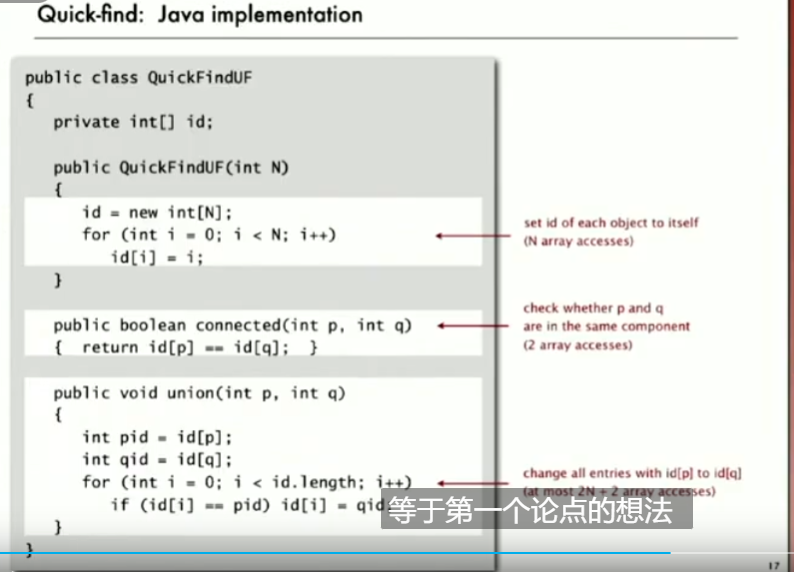 Quick-find: Java implementation
public class QuickFindUF
{
private int[] id;
public QuickFindUF(int N)
{
id = new int[N];
for (int i = 0; i < N; i++)
id[i] = i;
}
set id of each object to itself
(N array accesses)
public boolean connected(int p, int q)
{ return id[p] == id[q]; }
check whether p and q
are in the same component
(2 array accesses)
public void union(int p, int q)
{
int pid = id[p];
int qid = id[q];
for (int i = 0; i < id.length; i++)
if (id[i] == pid) id[i] = qid
}
}
change all entries with id[p] to id[q]
(at most 2N + 2 array accesses)
等于第一个论点的想法
17